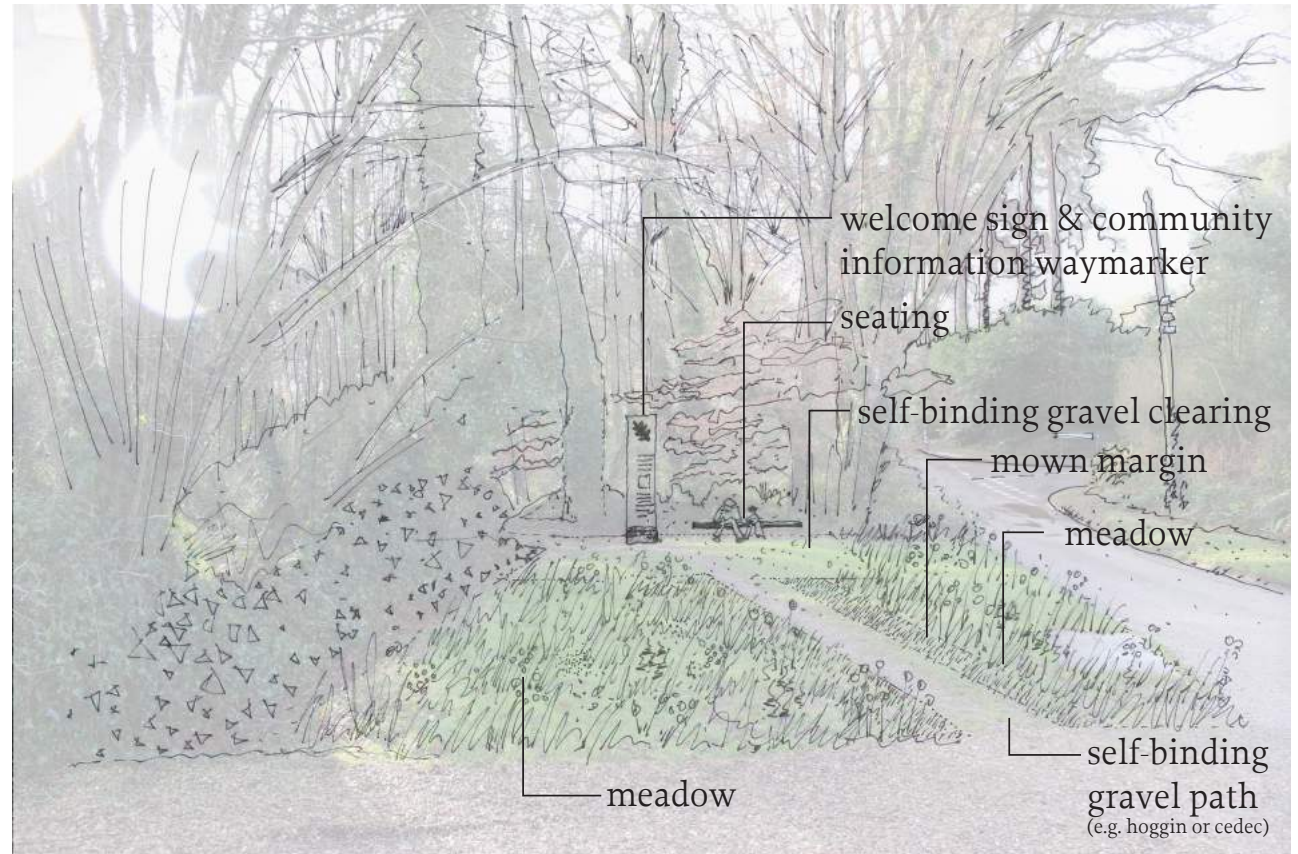 welcome sign & community
information waymarker
seating
self-binding gravel clearing
mown margin
meadow
meadow
self-binding
gravel path
(e.g. hoggin or cedec)